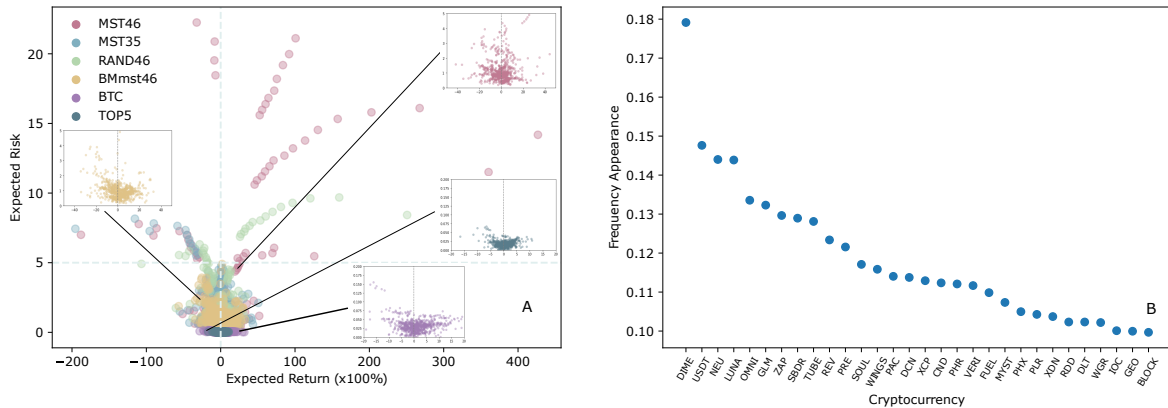 MST46
MST35
RAND46
BMmst46
BTC
TOP5
20
15
10
5
0
Expected Risk
−200
−100
0
100
200
300
400
Expected Return (x100%)
A
0.18
0.17
0.16
0.15
0.14
0.13
0.12
0.11
0.10
Frequency Appearance
DIME
USDT
NEU
LUNA
OMNI
GLM
ZAP
SBDR
TUBE
REV
PRE
SOUL
WINGS
PAC
DCN
XCP
CND
PHR
VERI
FUEL
MYST
PHX
PLR
XDN
RDD
DLT
WGR
IOC
GEO
BLOCK
Cryptocurrency
B